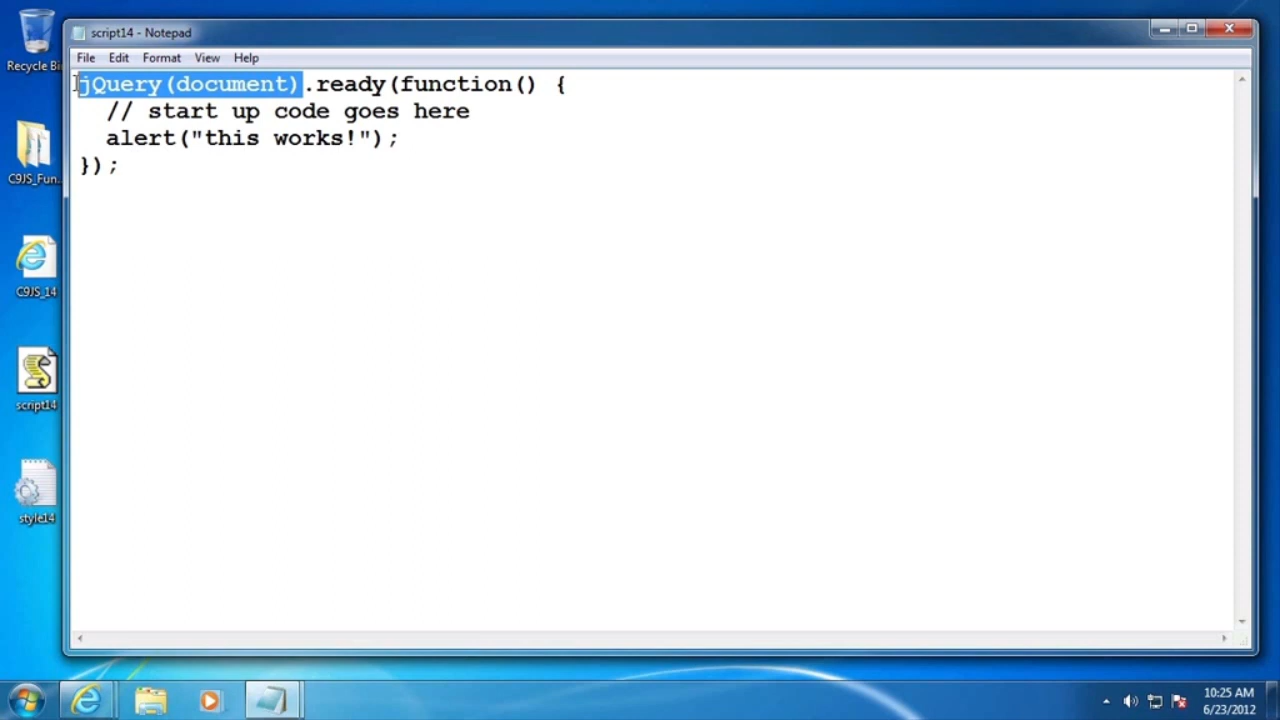 Recycle Bi
script14 - Notepad
File Edit Format View Help
jQuery(document).ready(function() {
// start up code goes here
alert("this works!");
});
C9JS_Fun...
C9JS_14
script14
style14
10:25 AM
6/23/2012